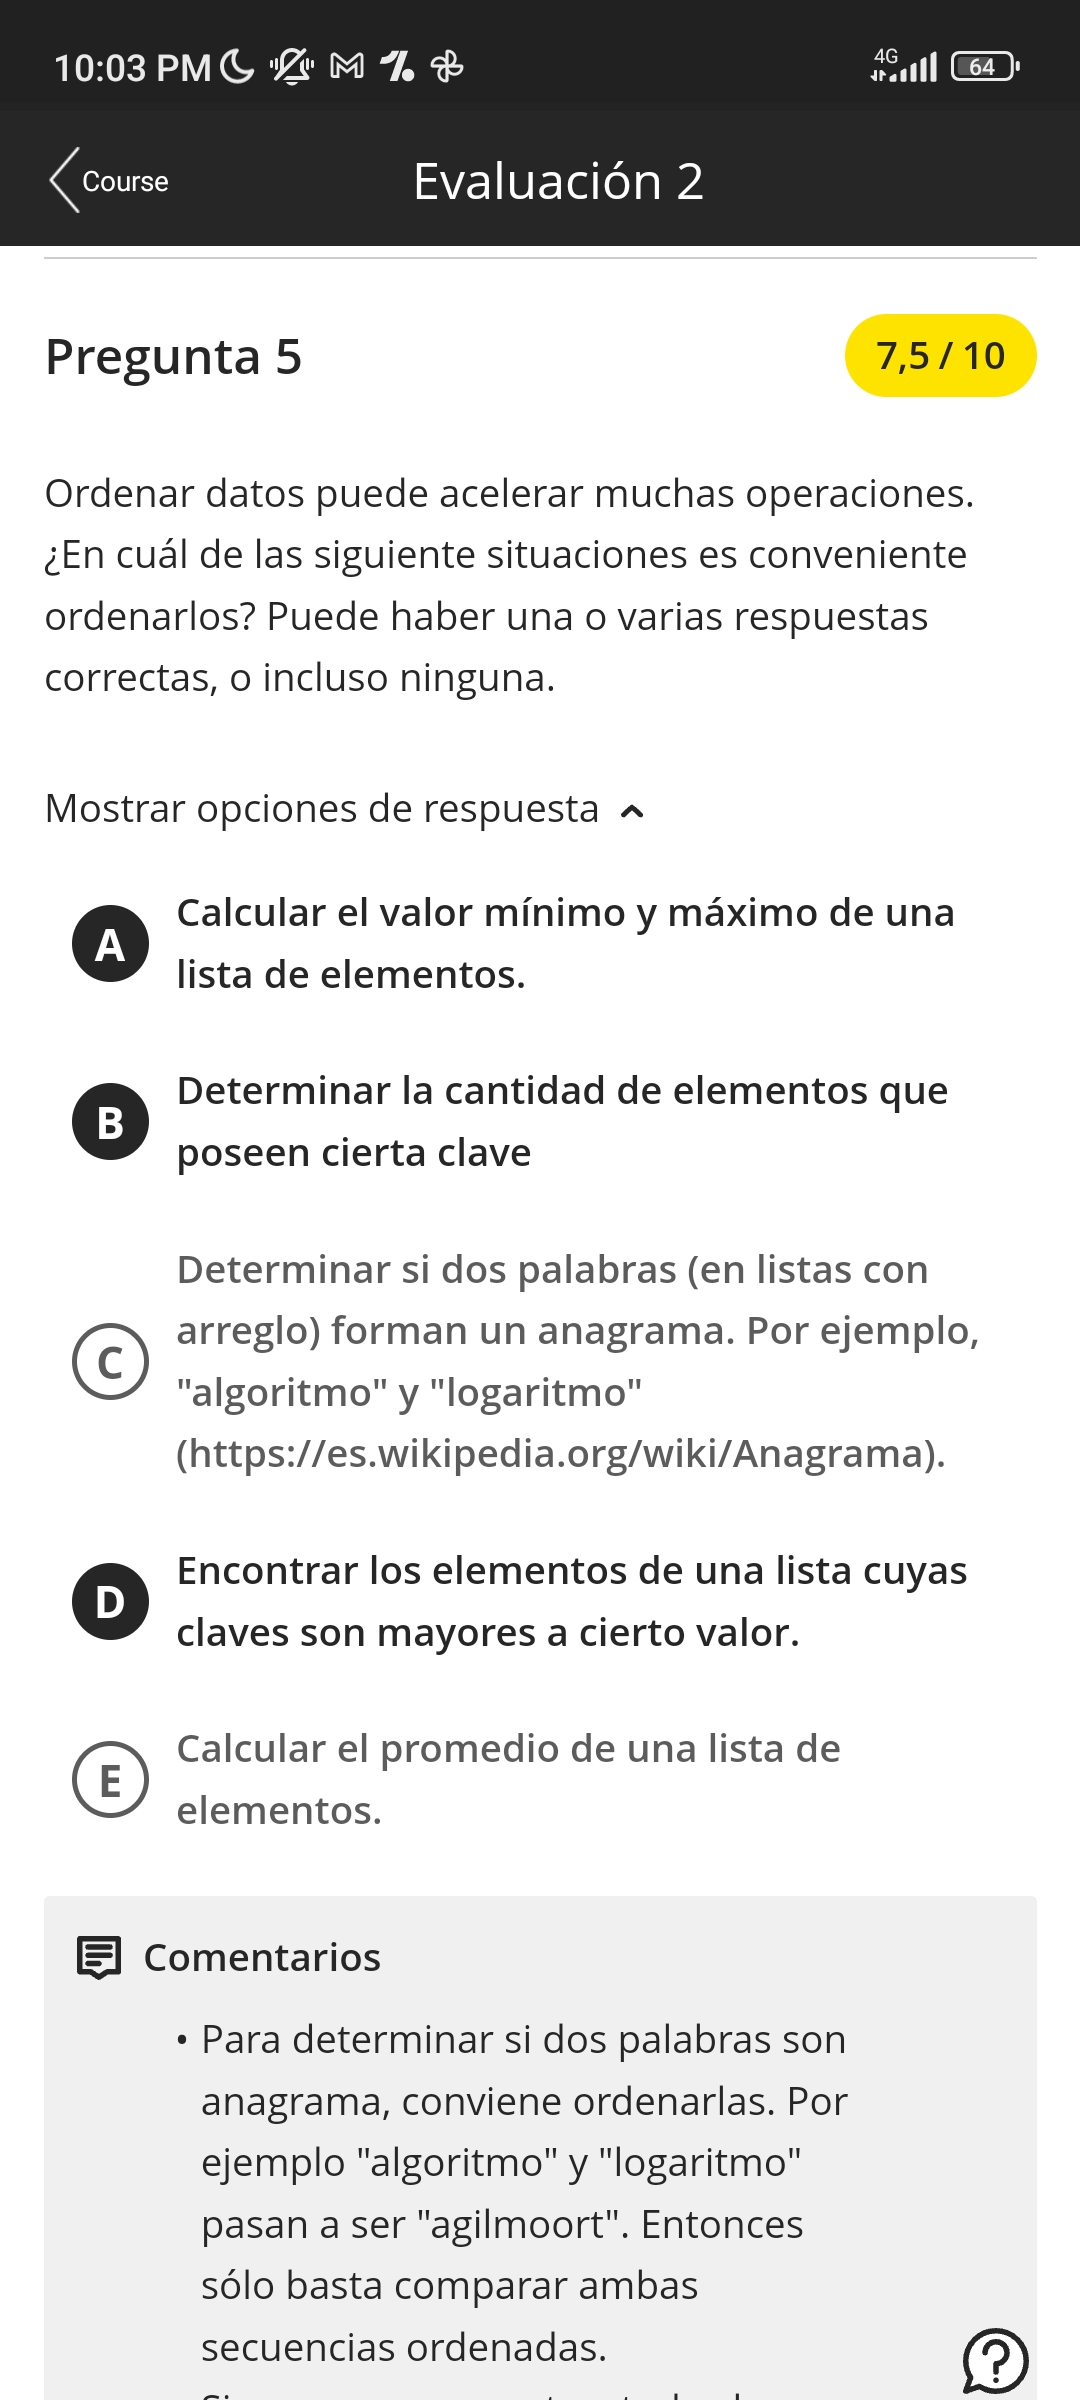 10:03 PM
4G
64
Course
Evaluación 2
Pregunta 5
7,5 / 10
Ordenar datos puede acelerar muchas operaciones.
¿En cuál de las siguiente situaciones es conveniente
ordenarlos? Puede haber una o varias respuestas
correctas, o incluso ninguna.
Mostrar opciones de respuesta
A
Calcular el valor mínimo y máximo de una
lista de elementos.
B
Determinar la cantidad de elementos que
poseen cierta clave
C
Determinar si dos palabras (en listas con
arreglo) forman un anagrama. Por ejemplo,
"algoritmo" y "logaritmo"
(https://es.wikipedia.org/wiki/Anagrama).
D
Encontrar los elementos de una lista cuyas
claves son mayores a cierto valor.
E
Calcular el promedio de una lista de
elementos.
Comentarios
• Para determinar si dos palabras son
anagrama, conviene ordenarlas. Por
ejemplo "algoritmo" y "logaritmo"
pasan a ser "agilmoort". Entonces
sólo basta comparar ambas
secuencias ordenadas.